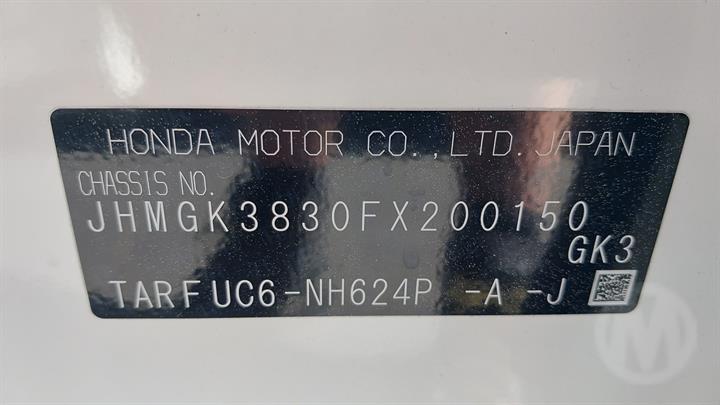 HONDA MOTOR CO.,LTD.JAPAN
CHASSIS NO.
JHMGK3830FX200150
GK3
TARFUC6-NH624P -A -J
M